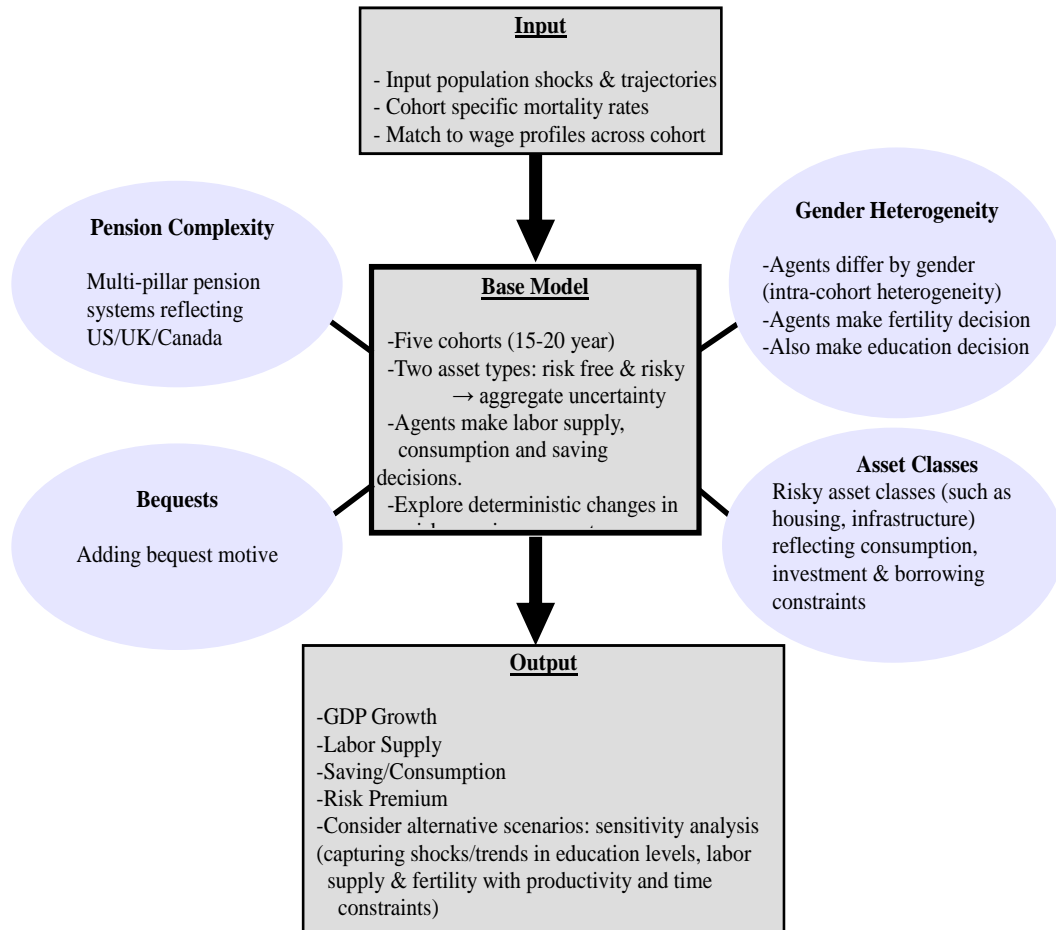 Input
- Input population shocks & trajectories
- Cohort specific mortality rates
- Match to wage profiles across cohort
Pension Complexity
Multi-pillar pension
systems reflecting
US/UK/Canada
Gender Heterogeneity
-Agents differ by gender
(intra-cohort heterogeneity)
-Agents make fertility decision
-Also make education decision
Base Model
-Five cohorts (15-20 year)
-Two asset types: risk free & risky
→ aggregate uncertainty
-Agents make labor supply,
consumption and saving
decisions.
-Explore deterministic changes in
Bequests
Adding bequest motive
Asset Classes
Risky asset classes (such as
housing, infrastructure)
reflecting consumption,
investment & borrowing
constraints
Output
-GDP Growth
-Labor Supply
-Saving/Consumption
-Risk Premium
-Consider alternative scenarios: sensitivity analysis
(capturing shocks/trends in education levels, labor
supply & fertility with productivity and time
constraints)